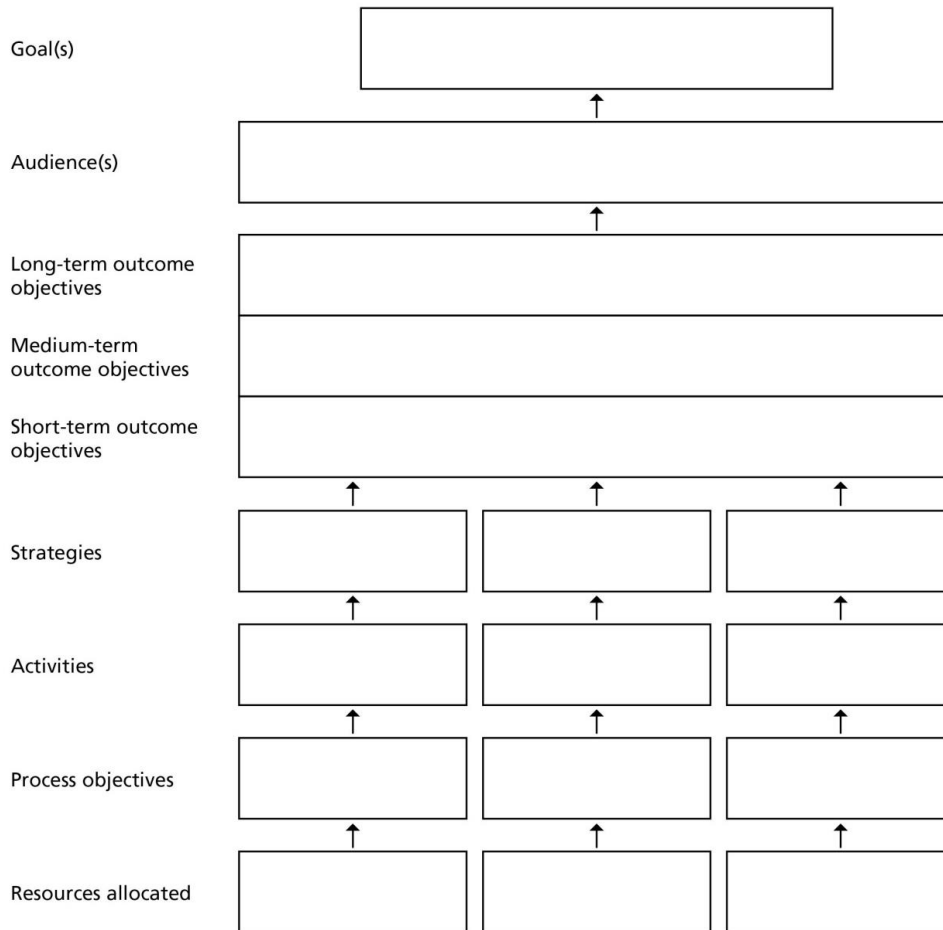 Goal(s)
Audience(s)
Long-term outcome
objectives
Medium-term
outcome objectives
Short-term outcome
objectives
Strategies
Activities
Process objectives
Resources allocated